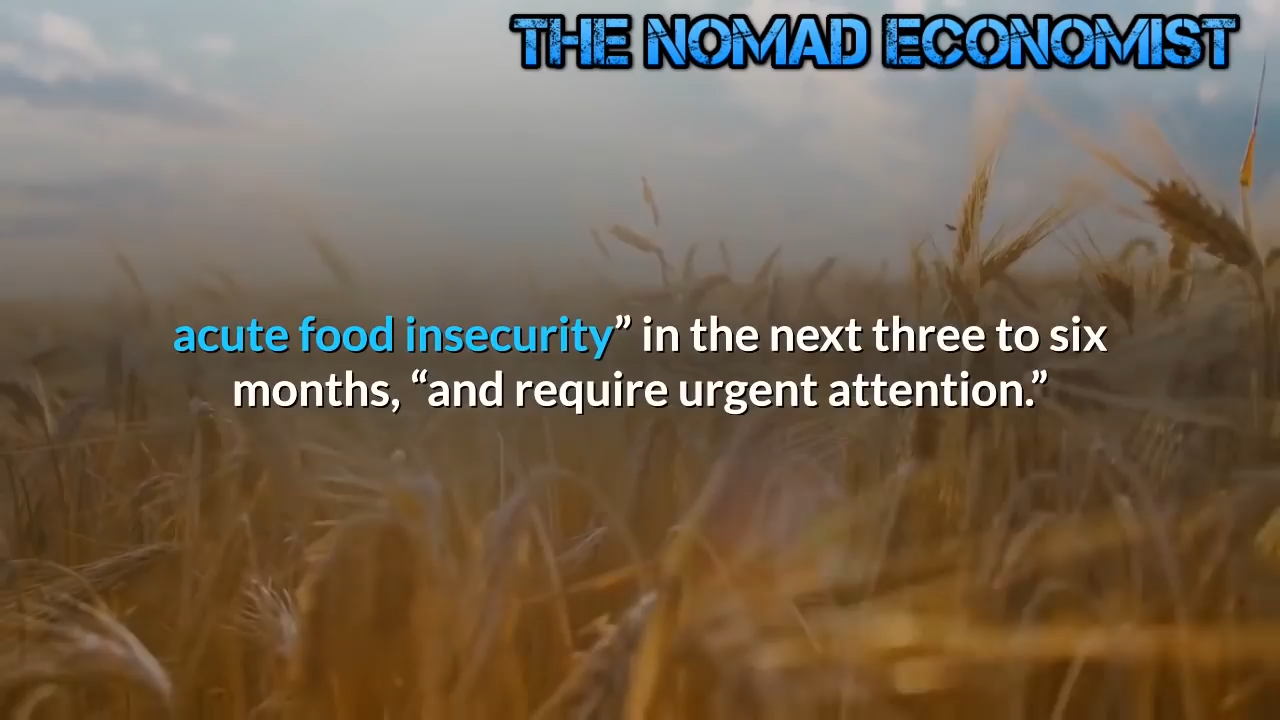 THE NOMAD ECONOMIST
acute food insecurity” in the next three to six
months, “and require urgent attention.”